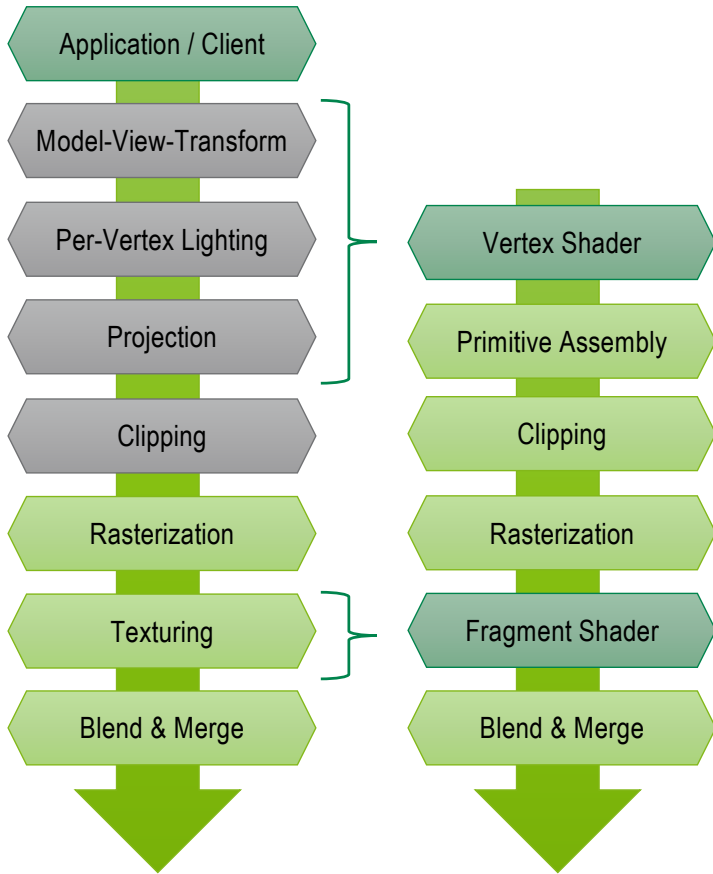 Application / Client
Model-View-Transform
Per-Vertex Lighting
Projection
Clipping
Rasterization
Texturing
Blend & Merge
Vertex Shader
Primitive Assembly
Clipping
Rasterization
Fragment Shader
Blend & Merge